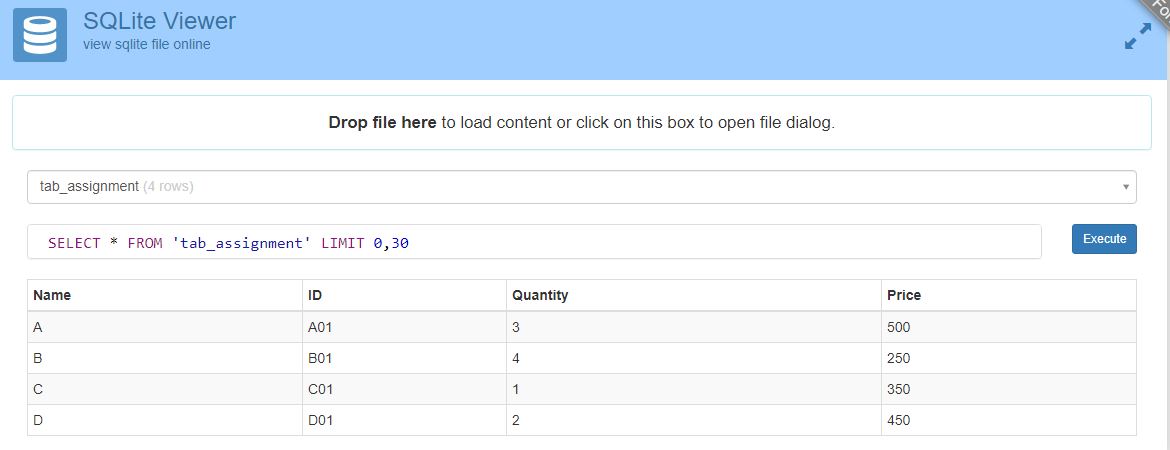 SQLite Viewer
view sqlite file online
Drop file here to load content or click on this box to open file dialog.
tab_assignment (4 rows)
SELECT * FROM 'tab_assignment' LIMIT 0,30
Execute
Name ID Quantity Price
A A01 3 500
B B01 4 250
C C01 1 350
D D01 2 450